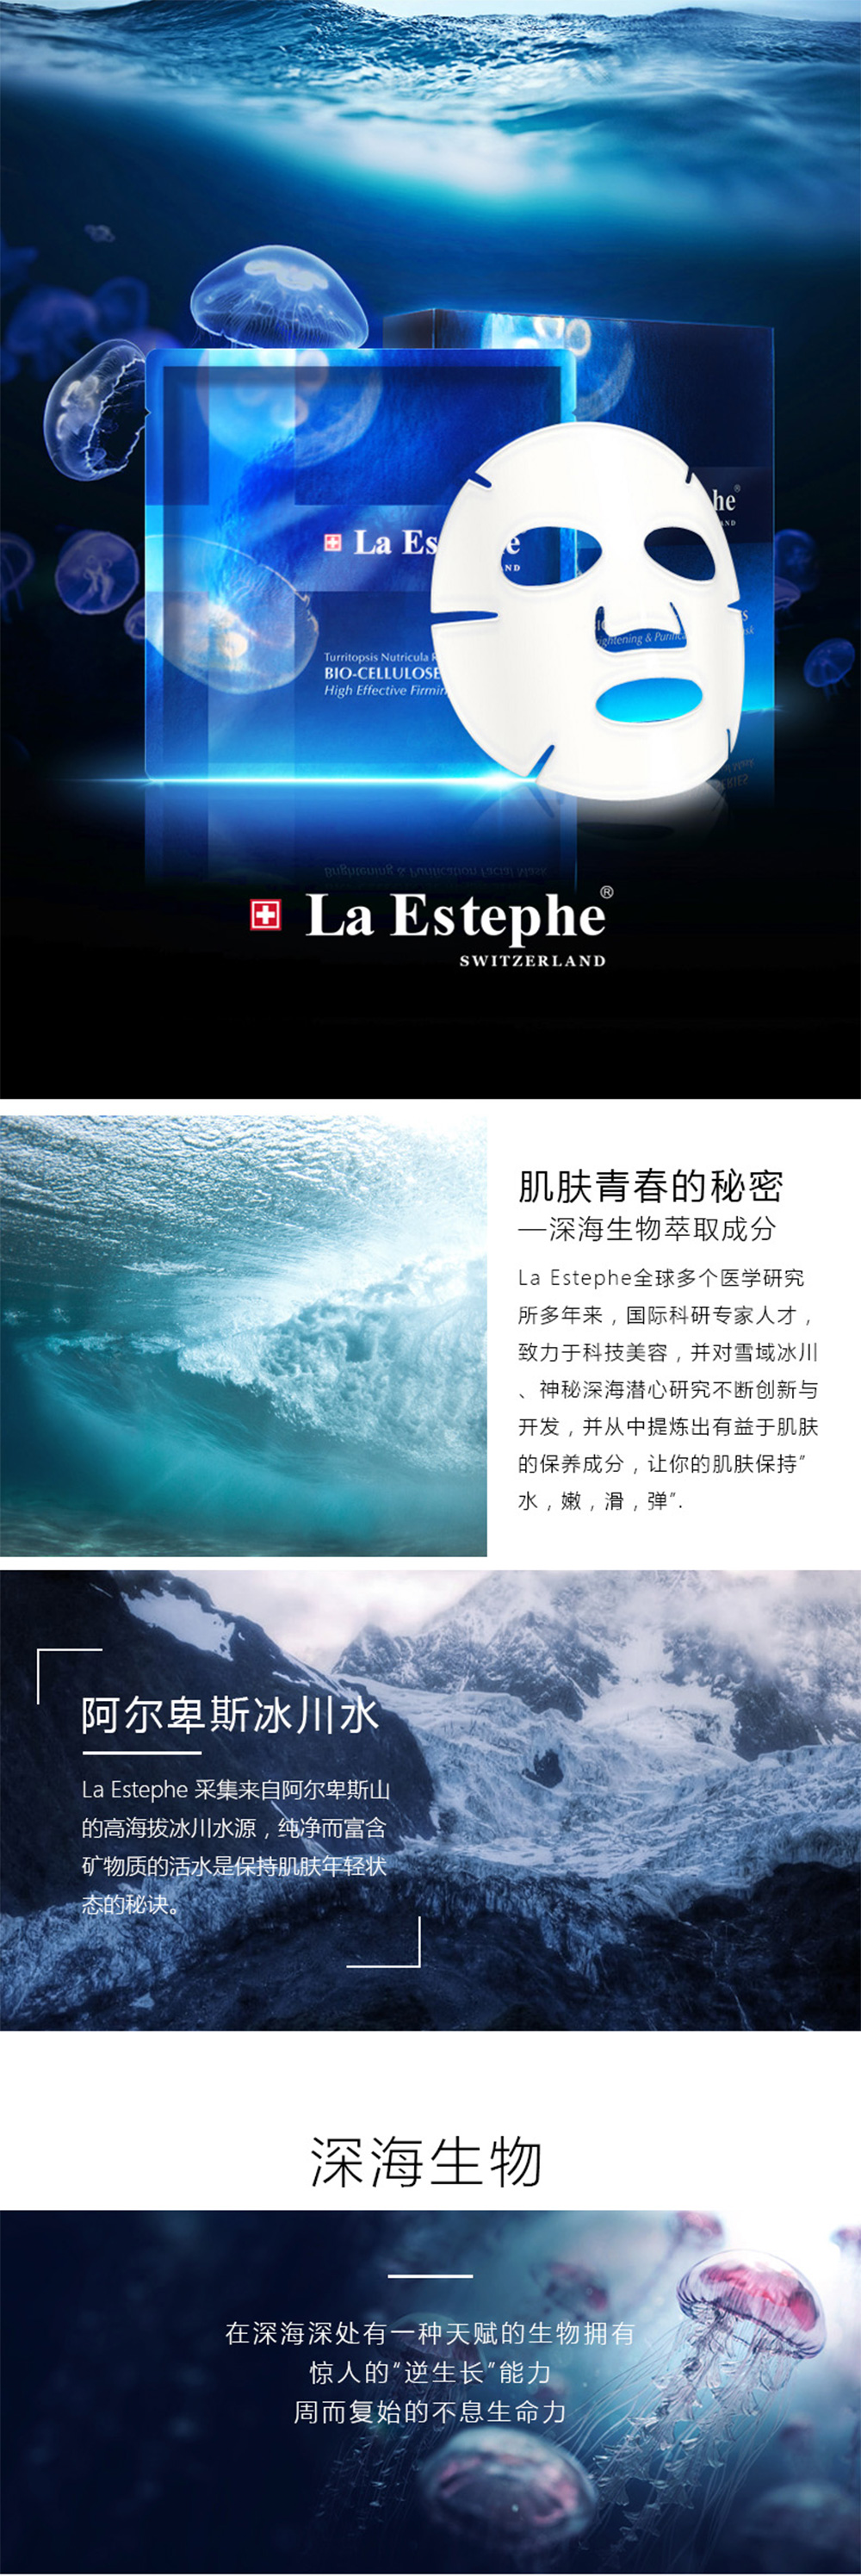 La Es
e
ND
he®
AND
Turritopsis Nutricula
BIO-CELLULOSE
High Effective Firmin
S
ightening & Purific
sk
Brightening & Purification Facial Mask
La Estephe®
SWITZERLAND
肌肤青春的秘密
—深海生物萃取成分
La Estephe全球多个医学研究
所多年来，国际科研专家人才，
致力于科技美容，并对雪域冰川
、神秘深海潜心研究不断创新与
开发，并从中提炼出有益于肌肤
的保养成分，让你的肌肤保持"
水，嫩，滑，弹".
阿尔卑斯冰川水
La Estephe 采集来自阿尔卑斯山
的高海拔冰川水源，纯净而富含
矿物质的活水是保持肌肤年轻状
态的秘诀。
深海生物
在深海深处有一种天赋的生物拥有
惊人的"逆生长"能力
周而复始的不息生命力